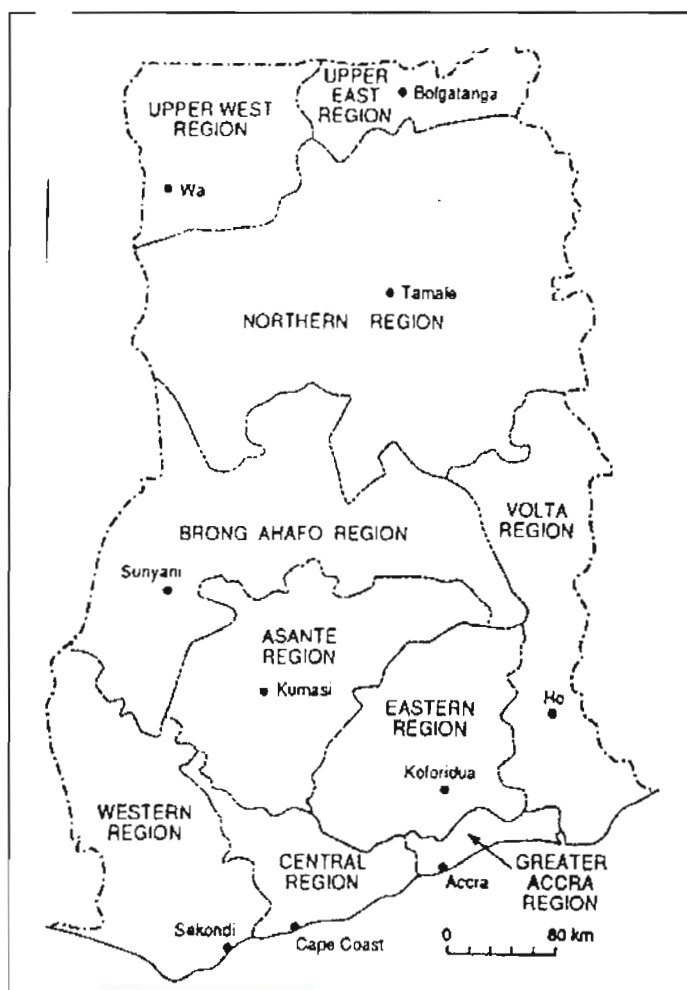 UPPER
EAST
REGION
Bolgatanga
UPPER WEST
REGION
Wa
Tamale
NORTHERN REGION
VOLTA
REGION
BRONG AHAFO REGION
Sunyani
ASANTE
REGION
Kumasi
EASTERN
REGION
Ho
Koforidua
WESTERN
REGION
CENTRAL
REGION
GREATER
ACCRA
REGION
Accra
Sekondi
Cape Coast
0 80 km